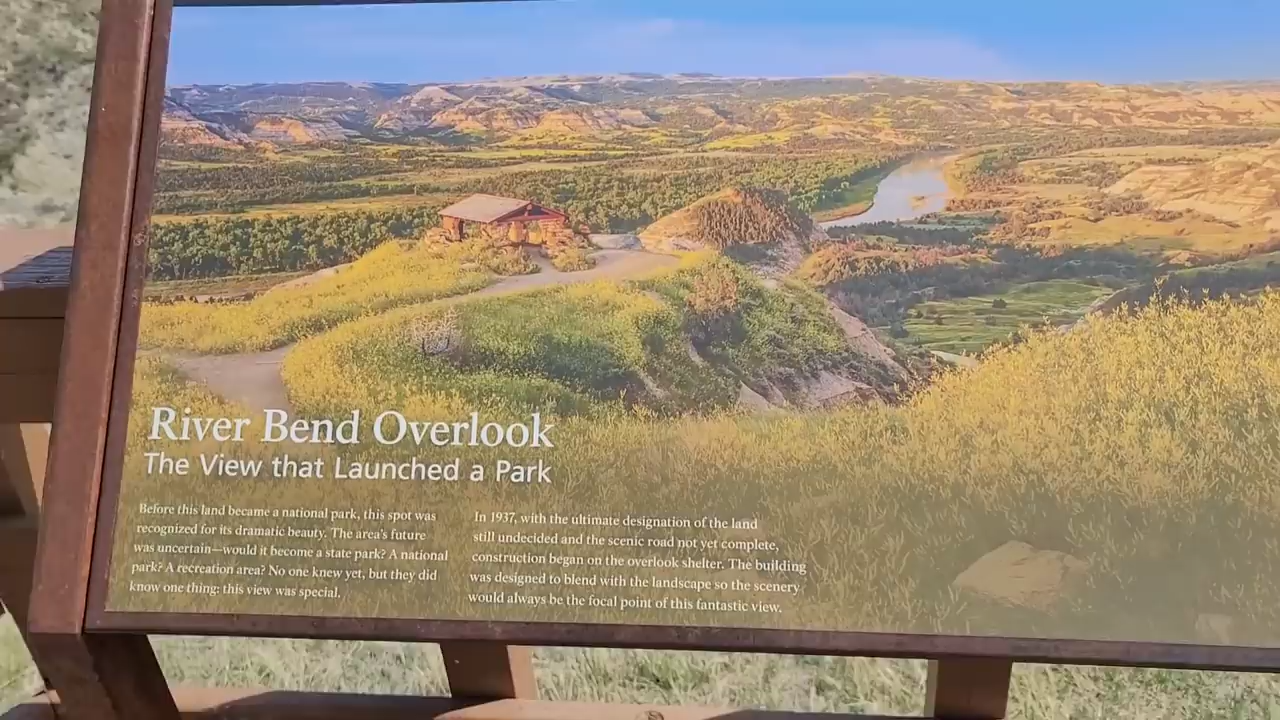 River Bend Overlook
The View that Launched a Park
Before this land became a national park, this spot was
recognized for its dramatic beauty. The area's future
was uncertain—would it become a state park? A national
park? A recreation area? No one knew yet, but they did
know one thing: this view was special.
In 1937, with the ultimate designation of the land
still undecided and the scenic road not yet complete,
construction began on the overlook shelter. The building
was designed to blend with the landscape so the scenery
would always be the focal point of this fantastic view.